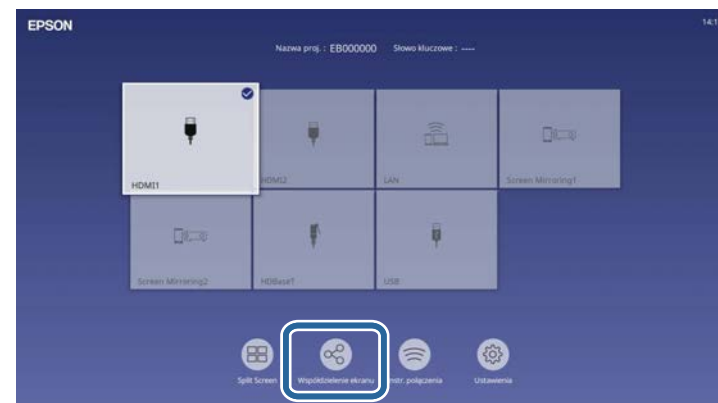 EPSON
14:1
Nazwa proj. : EB000000 Słowo kluczowe : ----
HDMI1
HDMI2
LAN
Screen Mirroring1
Screen Mirroring2
HDBaseT
USB
Split Screen
Współdzielenie ekranu
nstr. połączenia
Ustawienia